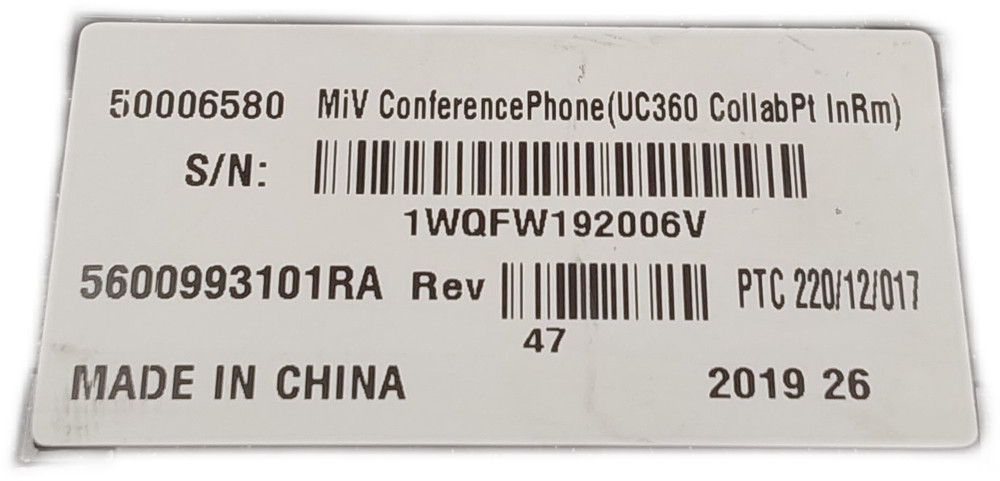 50006580 MiV ConferencePhone(UC360 CollabPt InRm)
S/N:
1WQFW192006V
5600993101RA Rev PTC 220/12/017
47
MADE IN CHINA 2019 26